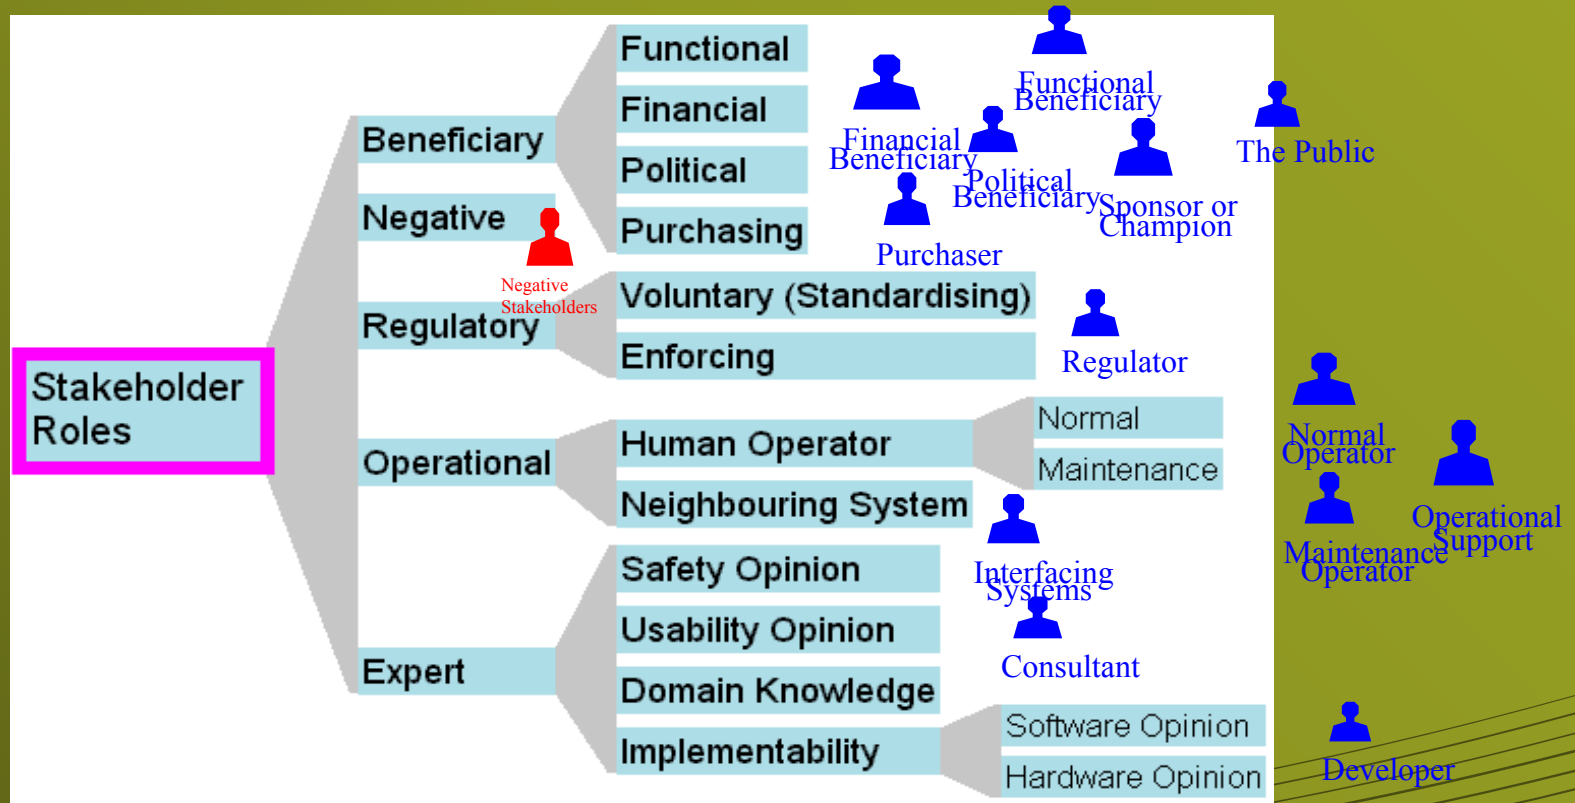 Functional
Financial
Political
Purchasing
Beneficiary
Negative
Regulatory
Voluntary (Standardising)
Enforcing
Stakeholder
Roles
Operational
Human Operator
Normal
Maintenance
Neighbouring System
Expert
Safety Opinion
Usability Opinion
Domain Knowledge
Implementability
Software Opinion
Hardware Opinion
Functional
Beneficiary
Financial
Beneficiary
Political
Beneficiary
Sponsor or
Champion
The Public
Purchaser
Negative
Stakeholders
Regulator
Normal
Operator
Maintenance
Operator
Operational
Support
Interfacing
Systems
Consultant
Developer